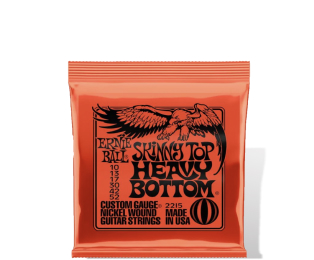 ERNIE BALL
SKINNY TOP
HEAVY
BOTTOM
10
13
17
30
42
52
CUSTOM GAUGE
NICKEL WOUND
GUITAR STRINGS
2215
MADE
IN USA